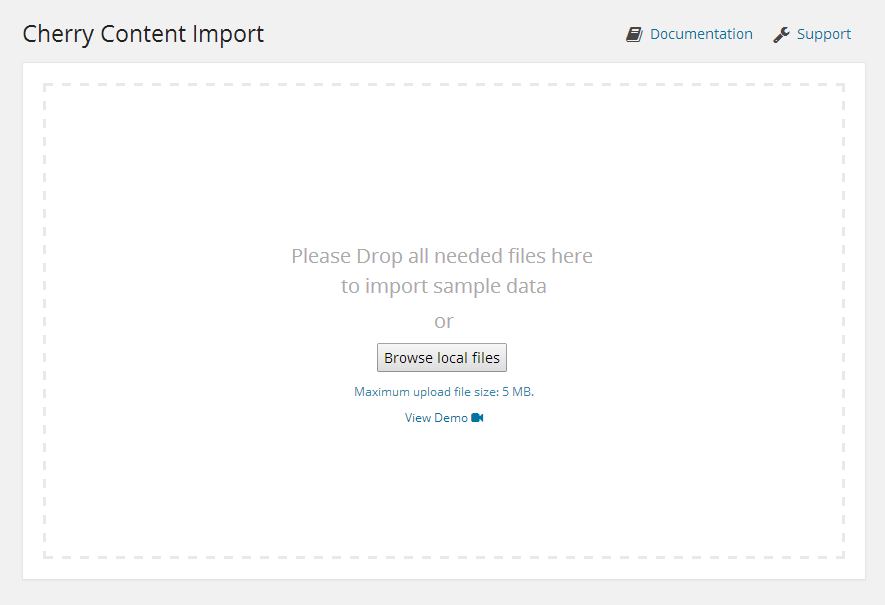 Cherry Content Import
Documentation
Support
Please Drop all needed files here
to import sample data
or
Browse local files
Maximum upload file size: 5 MB.
View Demo